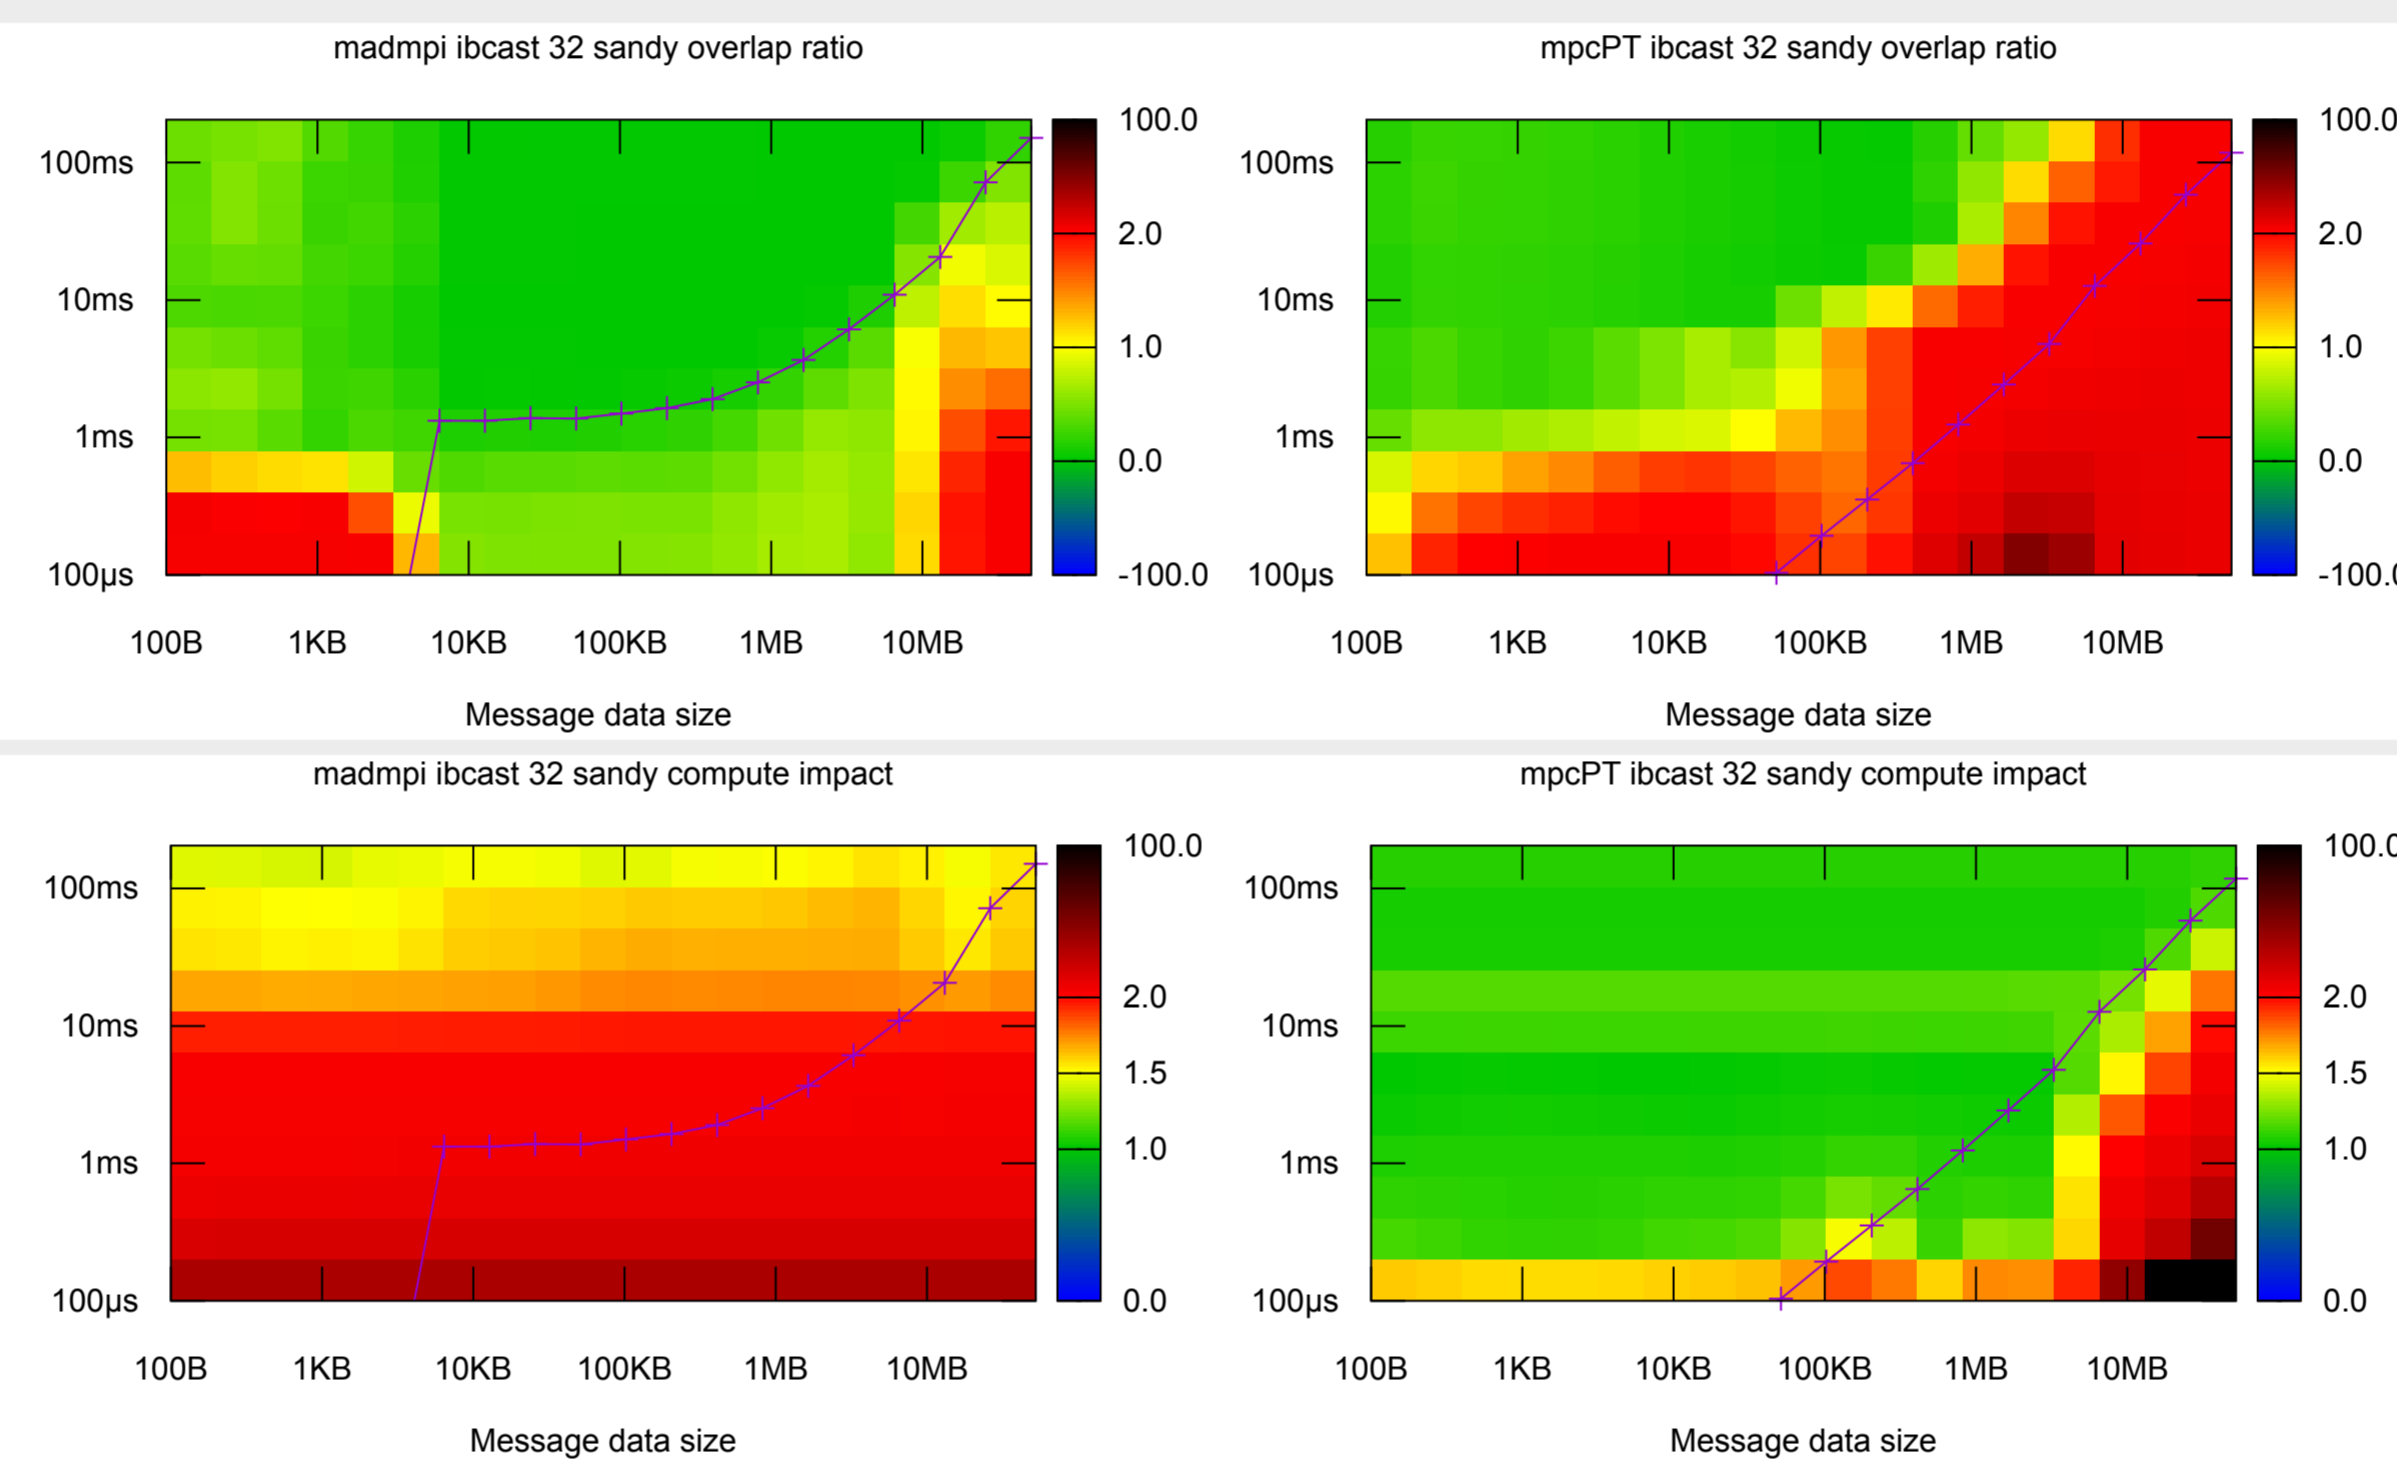 madmpi ibcast 32 sandy overlap ratio
100ms
10ms
1ms
100µs
100B 1KB 10KB 100KB 1MB 10MB
Message data size
100.0
2.0
1.0
0.0
-100.0
mpcPT ibcast 32 sandy overlap ratio
100ms
10ms
1ms
100µs
100B 1KB 10KB 100KB 1MB 10MB
Message data size
100.0
2.0
1.0
0.0
-100.0
madmpi ibcast 32 sandy compute impact
100ms
10ms
1ms
100µs
100B 1KB 10KB 100KB 1MB 10MB
Message data size
100.0
2.0
1.5
1.0
0.0
mpcPT ibcast 32 sandy compute impact
100ms
10ms
1ms
100µs
100B 1KB 10KB 100KB 1MB 10MB
Message data size
100.0
2.0
1.5
1.0
0.0